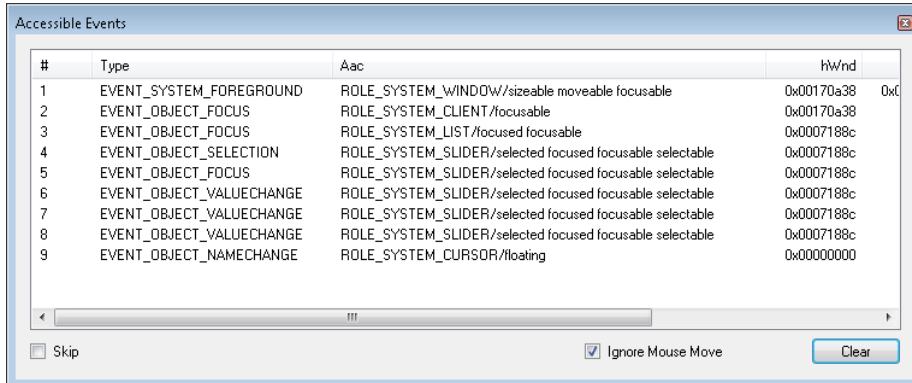 Accessible Events
# Type Aac hWnd
1 EVENT_SYSTEM_FOREGROUND ROLE_SYSTEM_WINDOW/sizeable moveable focusable 0x00170a38 0x0
2 EVENT_OBJECT_FOCUS ROLE_SYSTEM_CLIENT/focusable 0x00170a38
3 EVENT_OBJECT_FOCUS ROLE_SYSTEM_LIST/focused focusable 0x0007188c
4 EVENT_OBJECT_SELECTION ROLE_SYSTEM_SLIDER/selected focused focusable selectable 0x0007188c
5 EVENT_OBJECT_FOCUS ROLE_SYSTEM_SLIDER/selected focused focusable selectable 0x0007188c
6 EVENT_OBJECT_VALUECHANGE ROLE_SYSTEM_SLIDER/selected focused focusable selectable 0x0007188c
7 EVENT_OBJECT_VALUECHANGE ROLE_SYSTEM_SLIDER/selected focused focusable selectable 0x0007188c
8 EVENT_OBJECT_VALUECHANGE ROLE_SYSTEM_SLIDER/selected focused focusable selectable 0x0007188c
9 EVENT_OBJECT_NAMECHANGE ROLE_SYSTEM_CURSOR/floating 0x00000000
Skip Ignore Mouse Move Clear